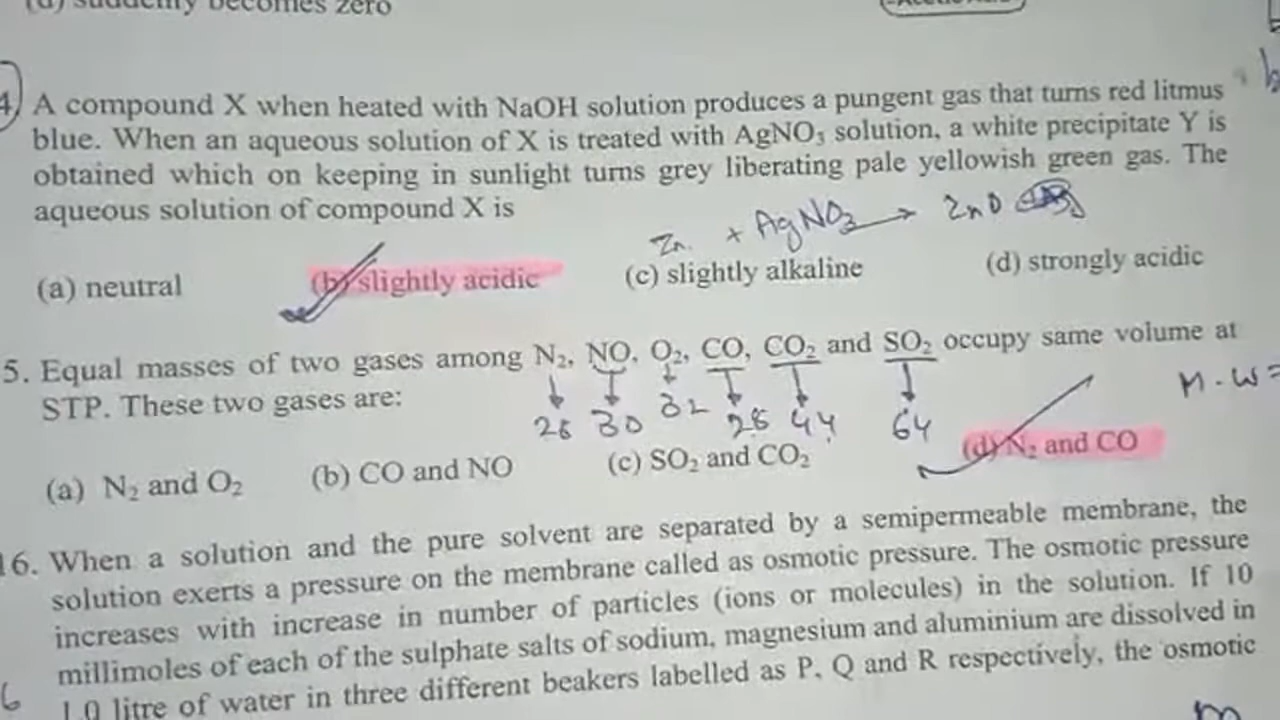 (d) suddenly becomes zero
4 A compound X when heated with NaOH solution produces a pungent gas that turns red litmus
blue. When an aqueous solution of X is treated with AgNO₃ solution, a white precipitate Y is
obtained which on keeping in sunlight turns grey liberating pale yellowish green gas. The
aqueous solution of compound X is
Zn + AgNO₃ → ZnO
(a) neutral (b) slightly acidic (c) slightly alkaline (d) strongly acidic
5. Equal masses of two gases among N₂, NO, O₂, CO, CO₂ and SO₂ occupy same volume at
STP. These two gases are:
M.W=
28 30 32 28 44 64
(a) N₂ and O₂ (b) CO and NO (c) SO₂ and CO₂ (d) N₂ and CO
16. When a solution and the pure solvent are separated by a semipermeable membrane, the
solution exerts a pressure on the membrane called as osmotic pressure. The osmotic pressure
increases with increase in number of particles (ions or molecules) in the solution. If 10
millimoles of each of the sulphate salts of sodium, magnesium and aluminium are dissolved in
1.0 litre of water in three different beakers labelled as P, Q and R respectively, the osmotic